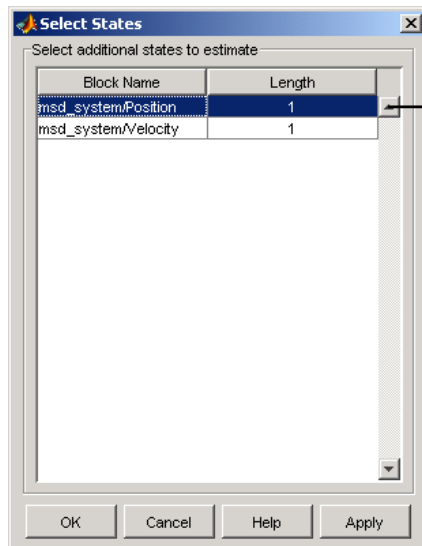 Select States
Select additional states to estimate
Block Name Length
msd_system/Position 1
msd_system/Velocity 1
OK Cancel Help Apply